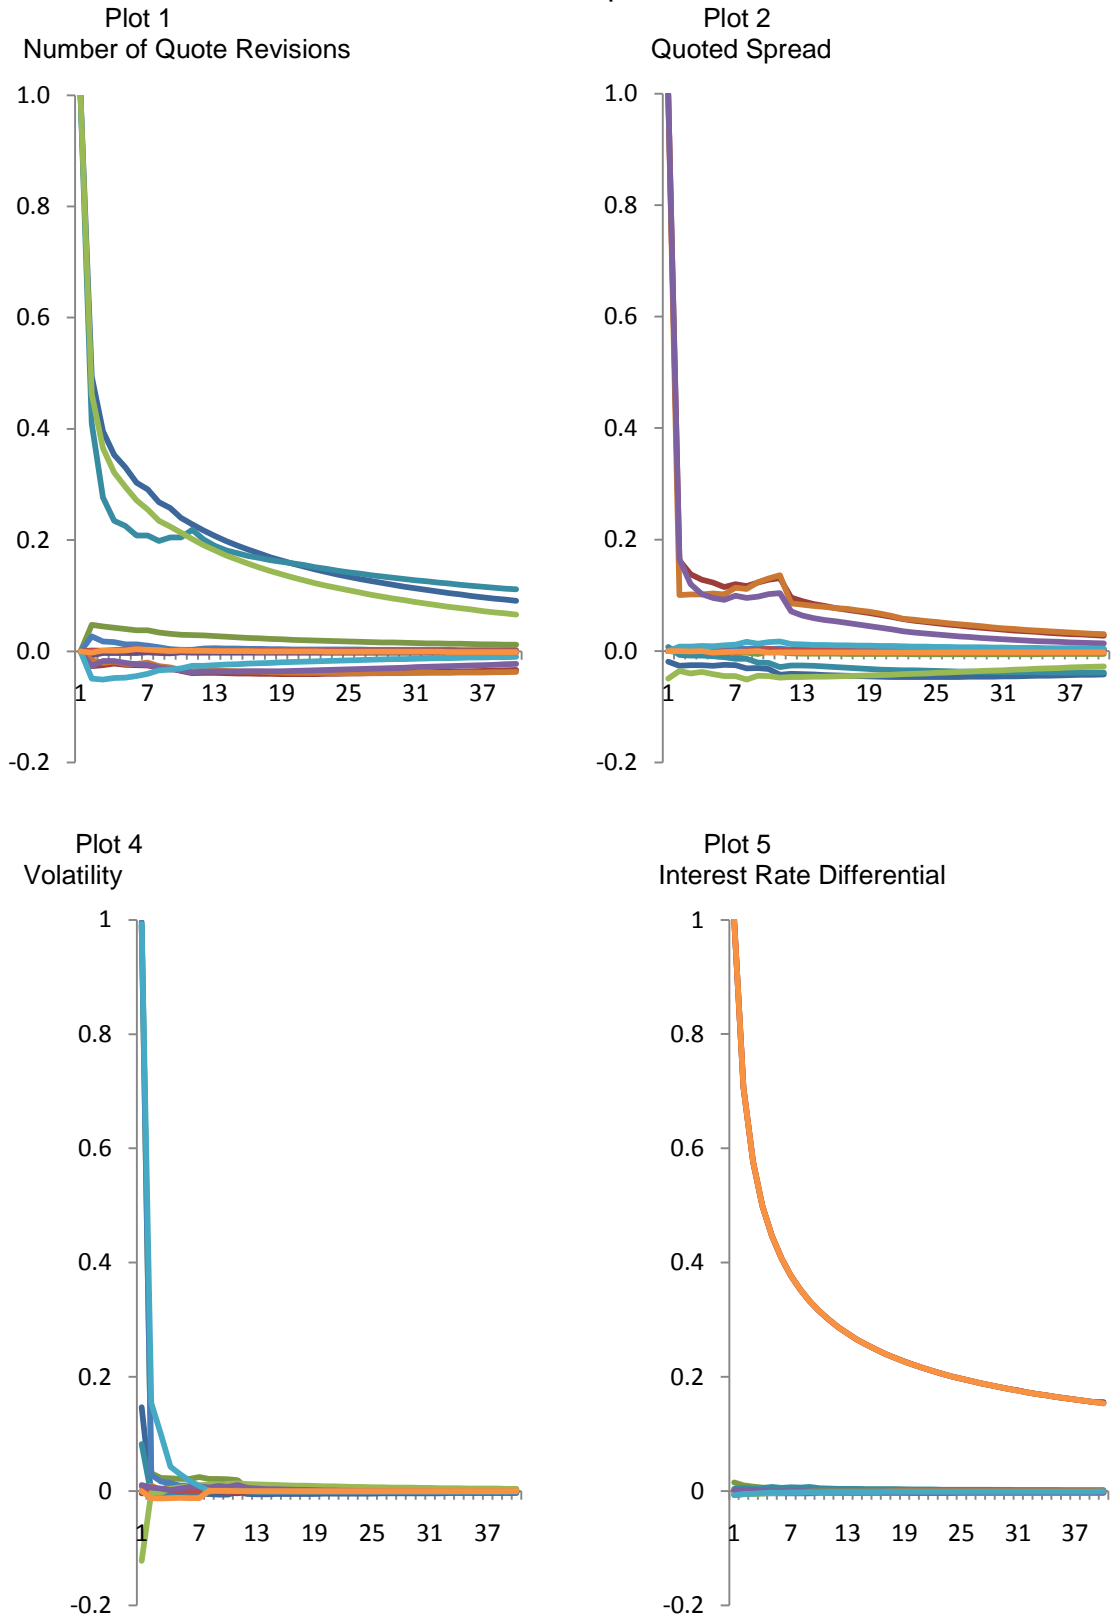 Plot 1
Number of Quote Revisions
1.0
0.8
0.6
0.4
0.2
0.0
-0.2
1 7 13 19 25 31 37
Plot 2
Quoted Spread
1.0
0.8
0.6
0.4
0.2
0.0
-0.2
1 7 13 19 25 31 37
Plot 4
Volatility
1
0.8
0.6
0.4
0.2
0
-0.2
1 7 13 19 25 31 37
Plot 5
Interest Rate Differential
1
0.8
0.6
0.4
0.2
0
-0.2
1 7 13 19 25 31 37